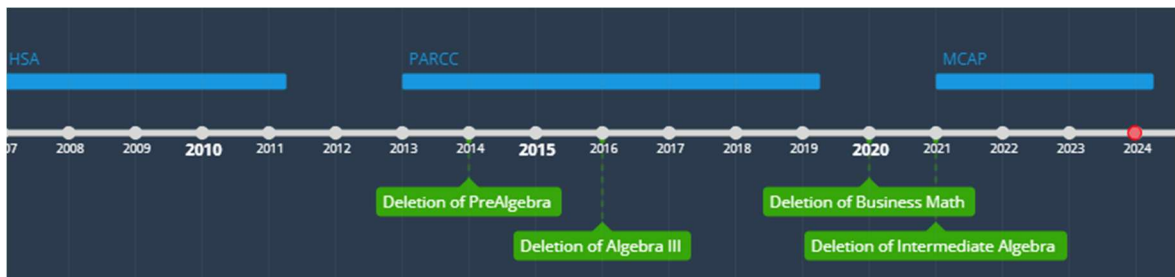 HSA
PARCC
MCAP
07 2008 2009 2010 2011 2012 2013 2014 2015 2016 2017 2018 2019 2020 2021 2022 2023 2024
Deletion of PreAlgebra
Deletion of Business Math
Deletion of Algebra III
Deletion of Intermediate Algebra